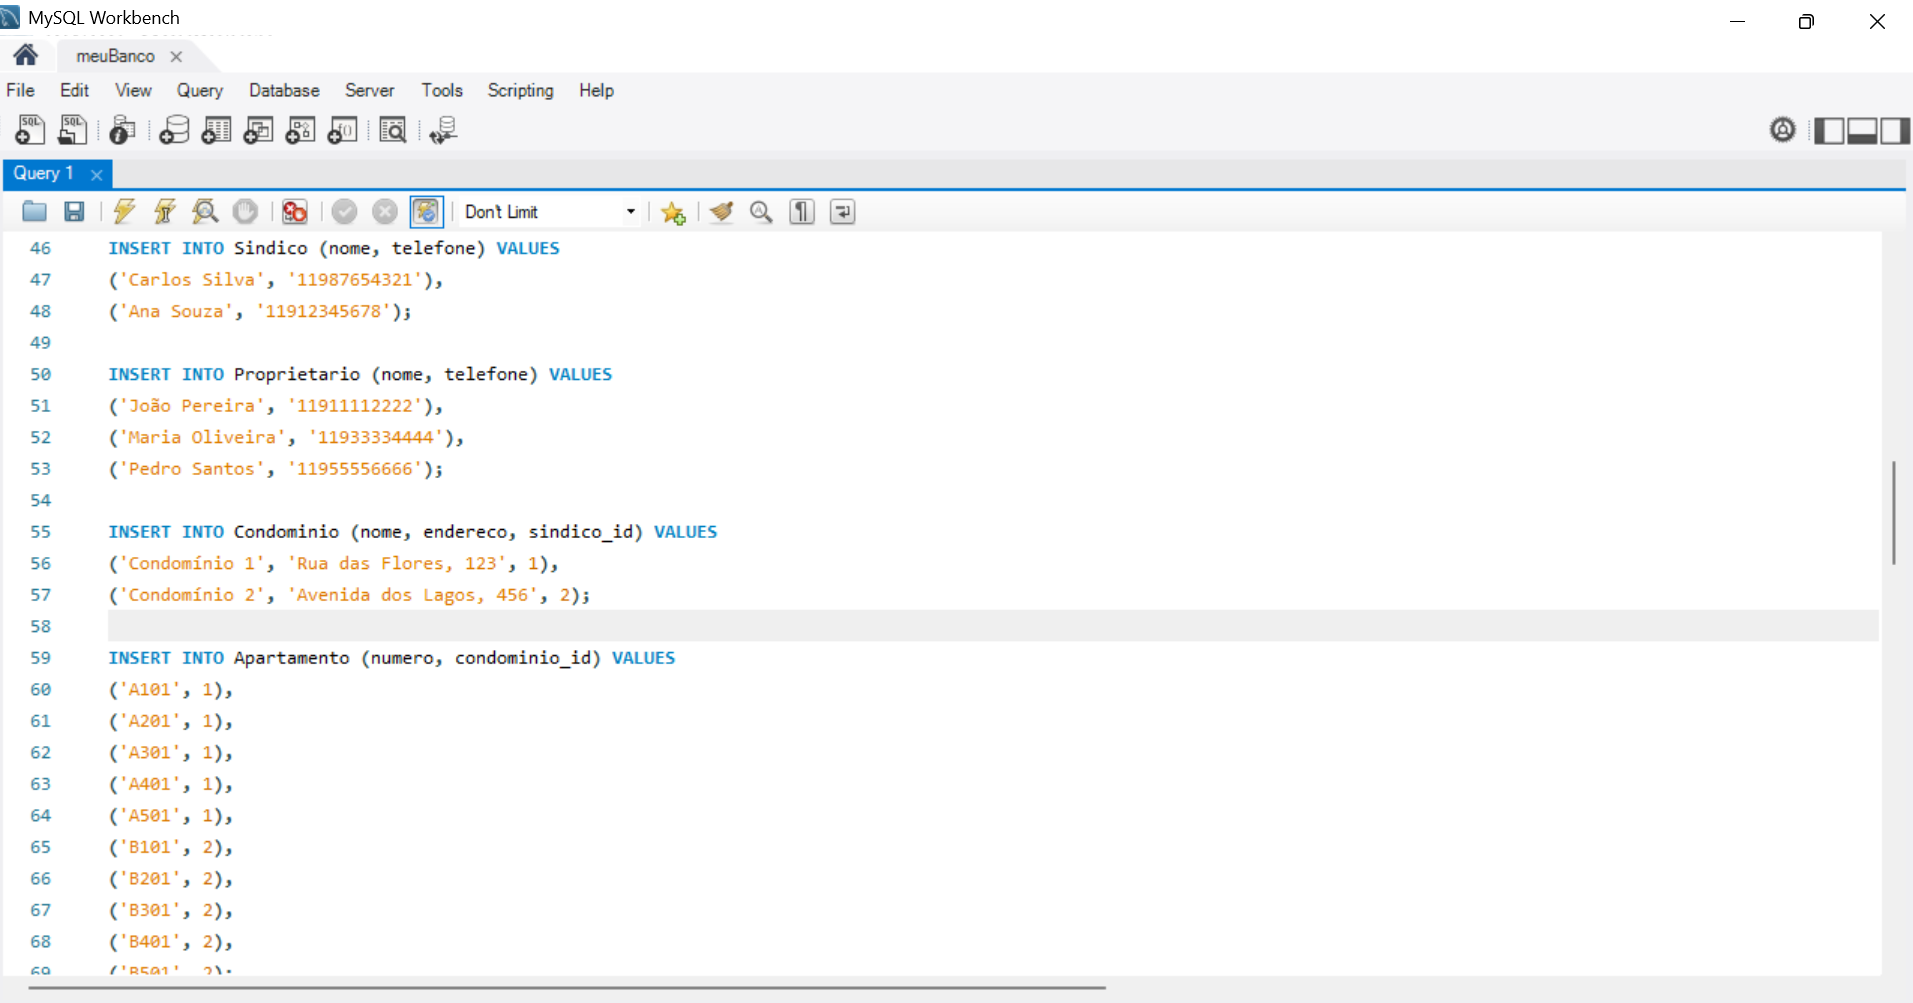 MySQL Workbench
meuBanco
File Edit View Query Database Server Tools Scripting Help
Query 1
Don't Limit
46 INSERT INTO Sindico (nome, telefone) VALUES
47 ('Carlos Silva', '11987654321'),
48 ('Ana Souza', '11912345678');
49
50 INSERT INTO Proprietario (nome, telefone) VALUES
51 ('João Pereira', '11911112222'),
52 ('Maria Oliveira', '11933334444'),
53 ('Pedro Santos', '11955556666');
54
55 INSERT INTO Condominio (nome, endereco, sindico_id) VALUES
56 ('Condomínio 1', 'Rua das Flores, 123', 1),
57 ('Condomínio 2', 'Avenida dos Lagos, 456', 2);
58
59 INSERT INTO Apartamento (numero, condominio_id) VALUES
60 ('A101', 1),
61 ('A201', 1),
62 ('A301', 1),
63 ('A401', 1),
64 ('A501', 1),
65 ('B101', 2),
66 ('B201', 2),
67 ('B301', 2),
68 ('B401', 2),
69 ('B501', 2);